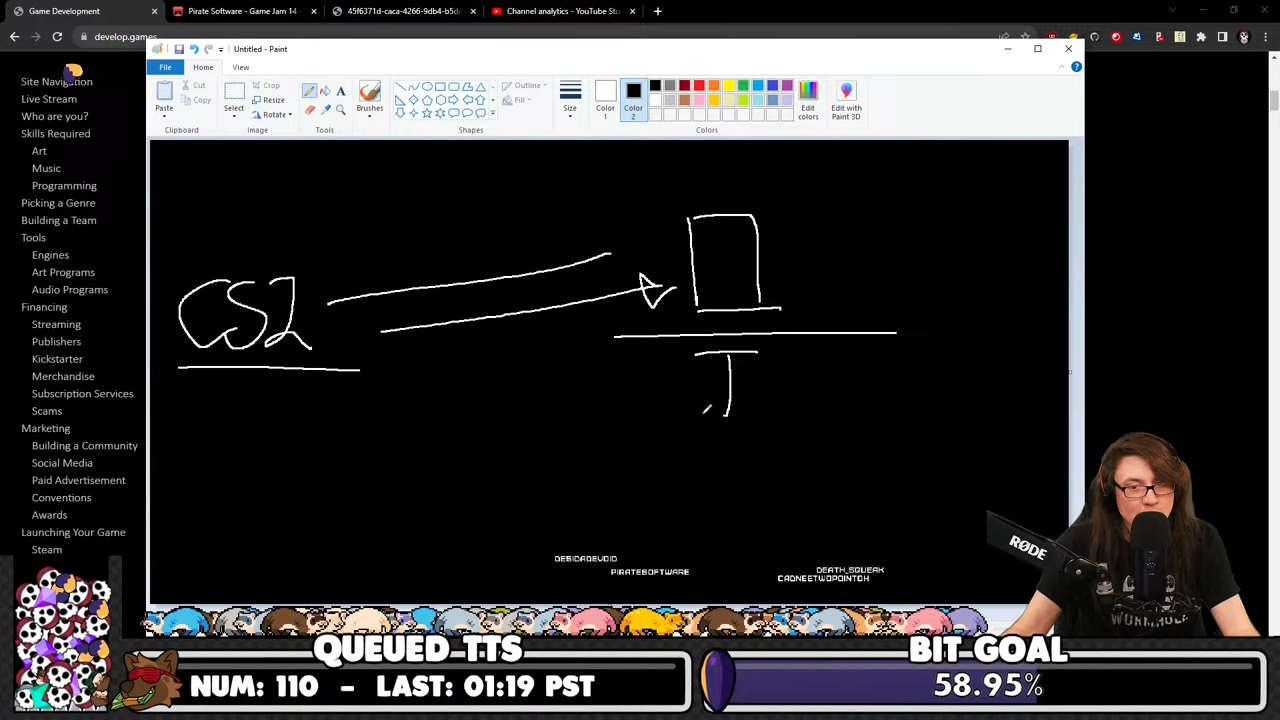 Game Development
Pirate Software - Game Jam 14 -
45f6371d-caca-4266-9db4-b5de
Channel analytics - YouTube Stu
develop.games
Untitled - Paint
File
Home
View
Paste
Cut
Copy
Clipboard
Select
Crop
Resize
Rotate
Image
Tools
Brushes
Shapes
Outline
Fill
Size
Color 1
Color 2
Edit colors
Edit with Paint 3D
Colors
Site Navigation
Live Stream
Who are you?
Skills Required
Art
Music
Programming
Picking a Genre
Building a Team
Tools
Engines
Art Programs
Audio Programs
Financing
Streaming
Publishers
Kickstarter
Merchandise
Subscription Services
Scams
Marketing
Building a Community
Social Media
Paid Advertisement
Conventions
Awards
Launching Your Game
Steam
CS2
DESIDADEVOID
PIRATESOFTWARE
DEATH_SQUEAK
CADNEETWOPOINTOH
RØDE
WURMHOLE
QUEUED TTS
NUM: 110 - LAST: 01:19 PST
BIT GOAL
58.95%